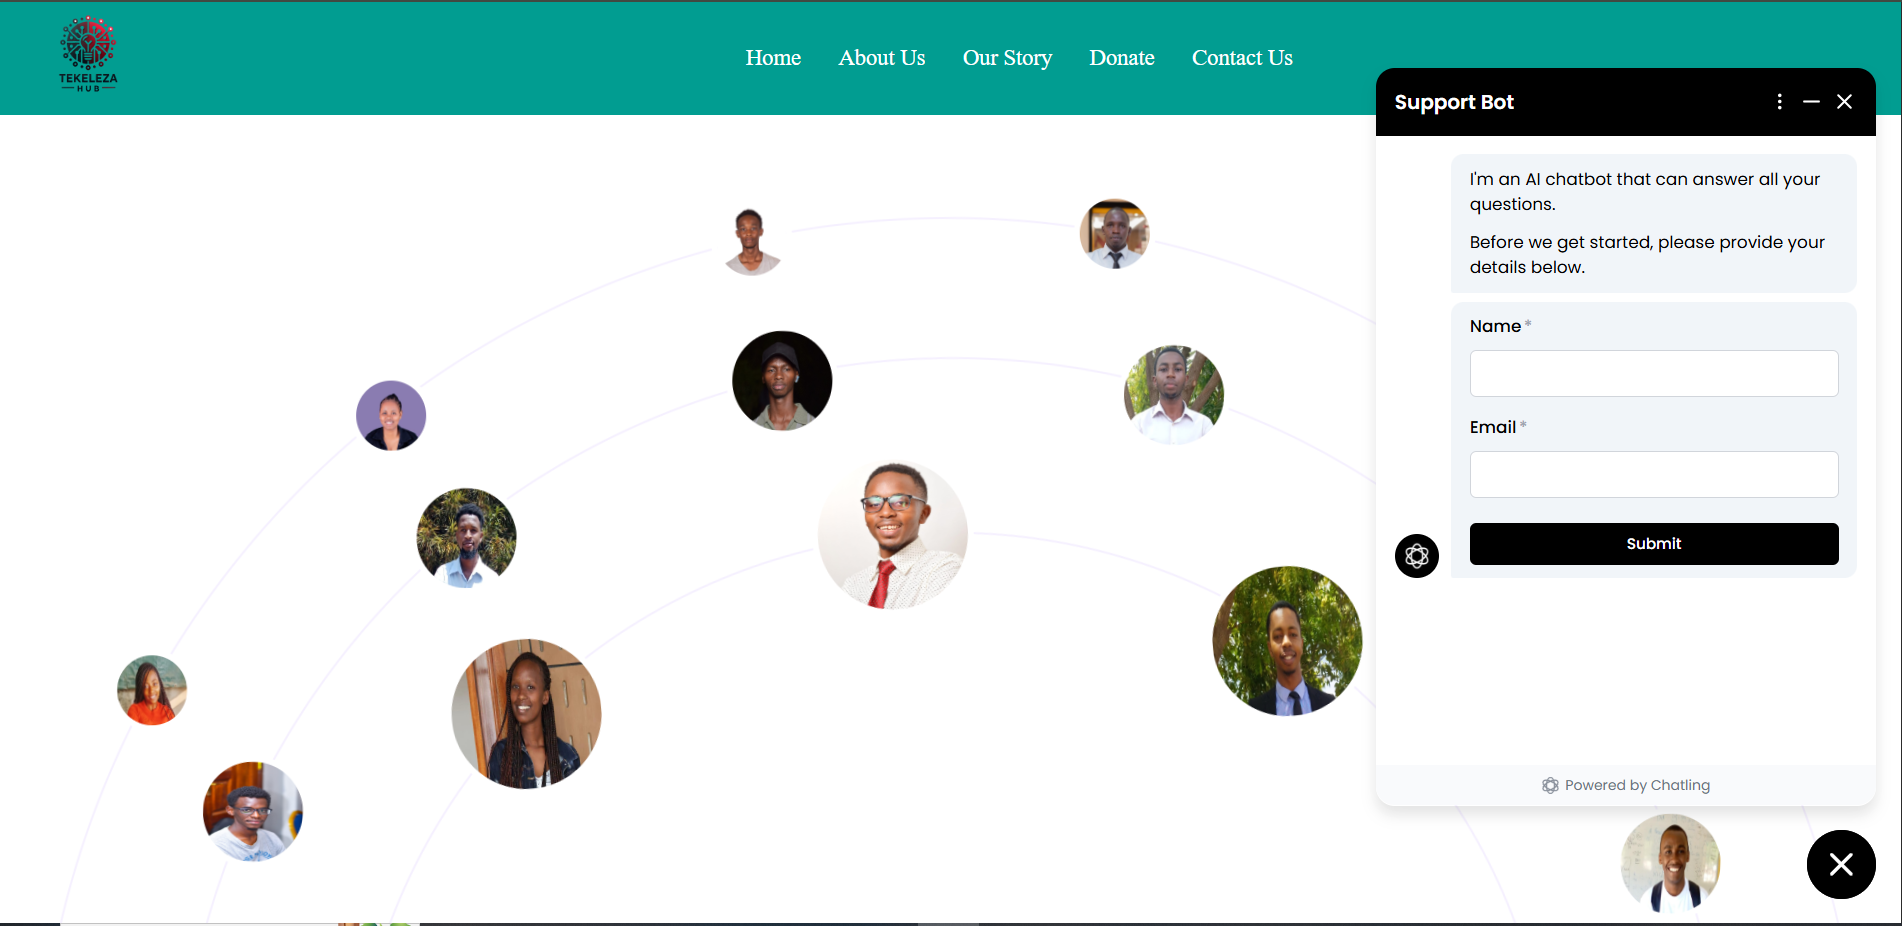 TEKELEZA
HUB
Home About Us Our Story Donate Contact Us
Support Bot
I'm an AI chatbot that can answer all your
questions.
Before we get started, please provide your
details below.
Name *
Email *
Submit
Powered by Chatling